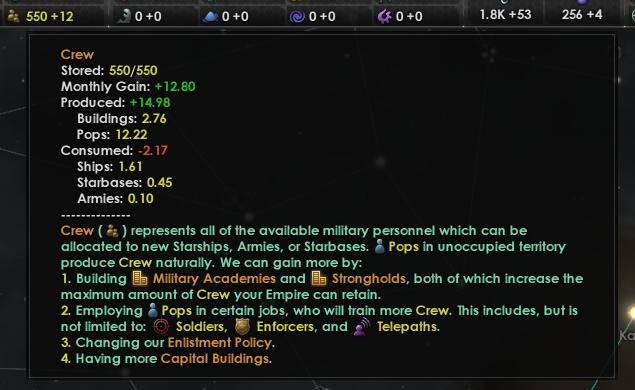 550 +12 0 +0 0 +0 0 +0 0 +0 1.8K +53 256 +4
Crew
Stored: 550/550
Monthly Gain: +12.80
Produced: +14.98
Buildings: 2.76
Pops: 12.22
Consumed: -2.17
Ships: 1.61
Starbases: 0.45
Armies: 0.10
--------------
Crew ( ) represents all of the available military personnel which can be
allocated to new Starships, Armies, or Starbases. Pops in unoccupied territory
produce Crew naturally. We can gain more by:
1. Building Military Academies and Strongholds, both of which increase the
maximum amount of Crew your Empire can retain.
2. Employing Pops in certain jobs, who will train more Crew. This includes, but is
not limited to: Soldiers, Enforcers, and Telepaths.
3. Changing our Enlistment Policy.
4. Having more Capital Buildings.